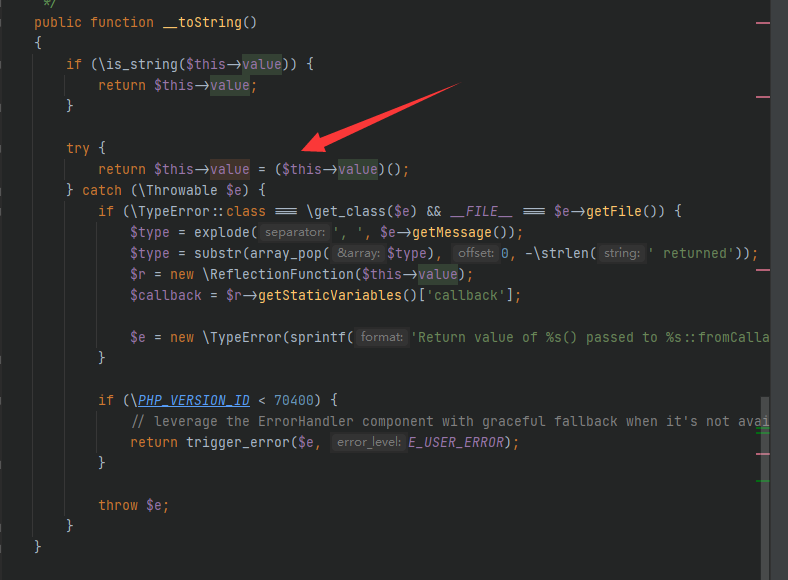 */
public function __toString()
{
if (\is_string($this->value)) {
return $this->value;
}
try {
return $this->value = ($this->value)();
} catch (\Throwable $e) {
if (\TypeError::class === \get_class($e) && __FILE__ === $e->getFile()) {
$type = explode( separator: ', ', $e->getMessage());
$type = substr(array_pop( &array: $type), offset: 0, -\strlen( string: ' returned'));
$r = new \ReflectionFunction($this->value);
$callback = $r->getStaticVariables()['callback'];
$e = new \TypeError(sprintf( format: 'Return value of %s() passed to %s::fromCalla
}
if (\PHP_VERSION_ID < 70400) {
// leverage the ErrorHandler component with graceful fallback when it's not avai
return trigger_error($e, error_level: E_USER_ERROR);
}
throw $e;
}
}